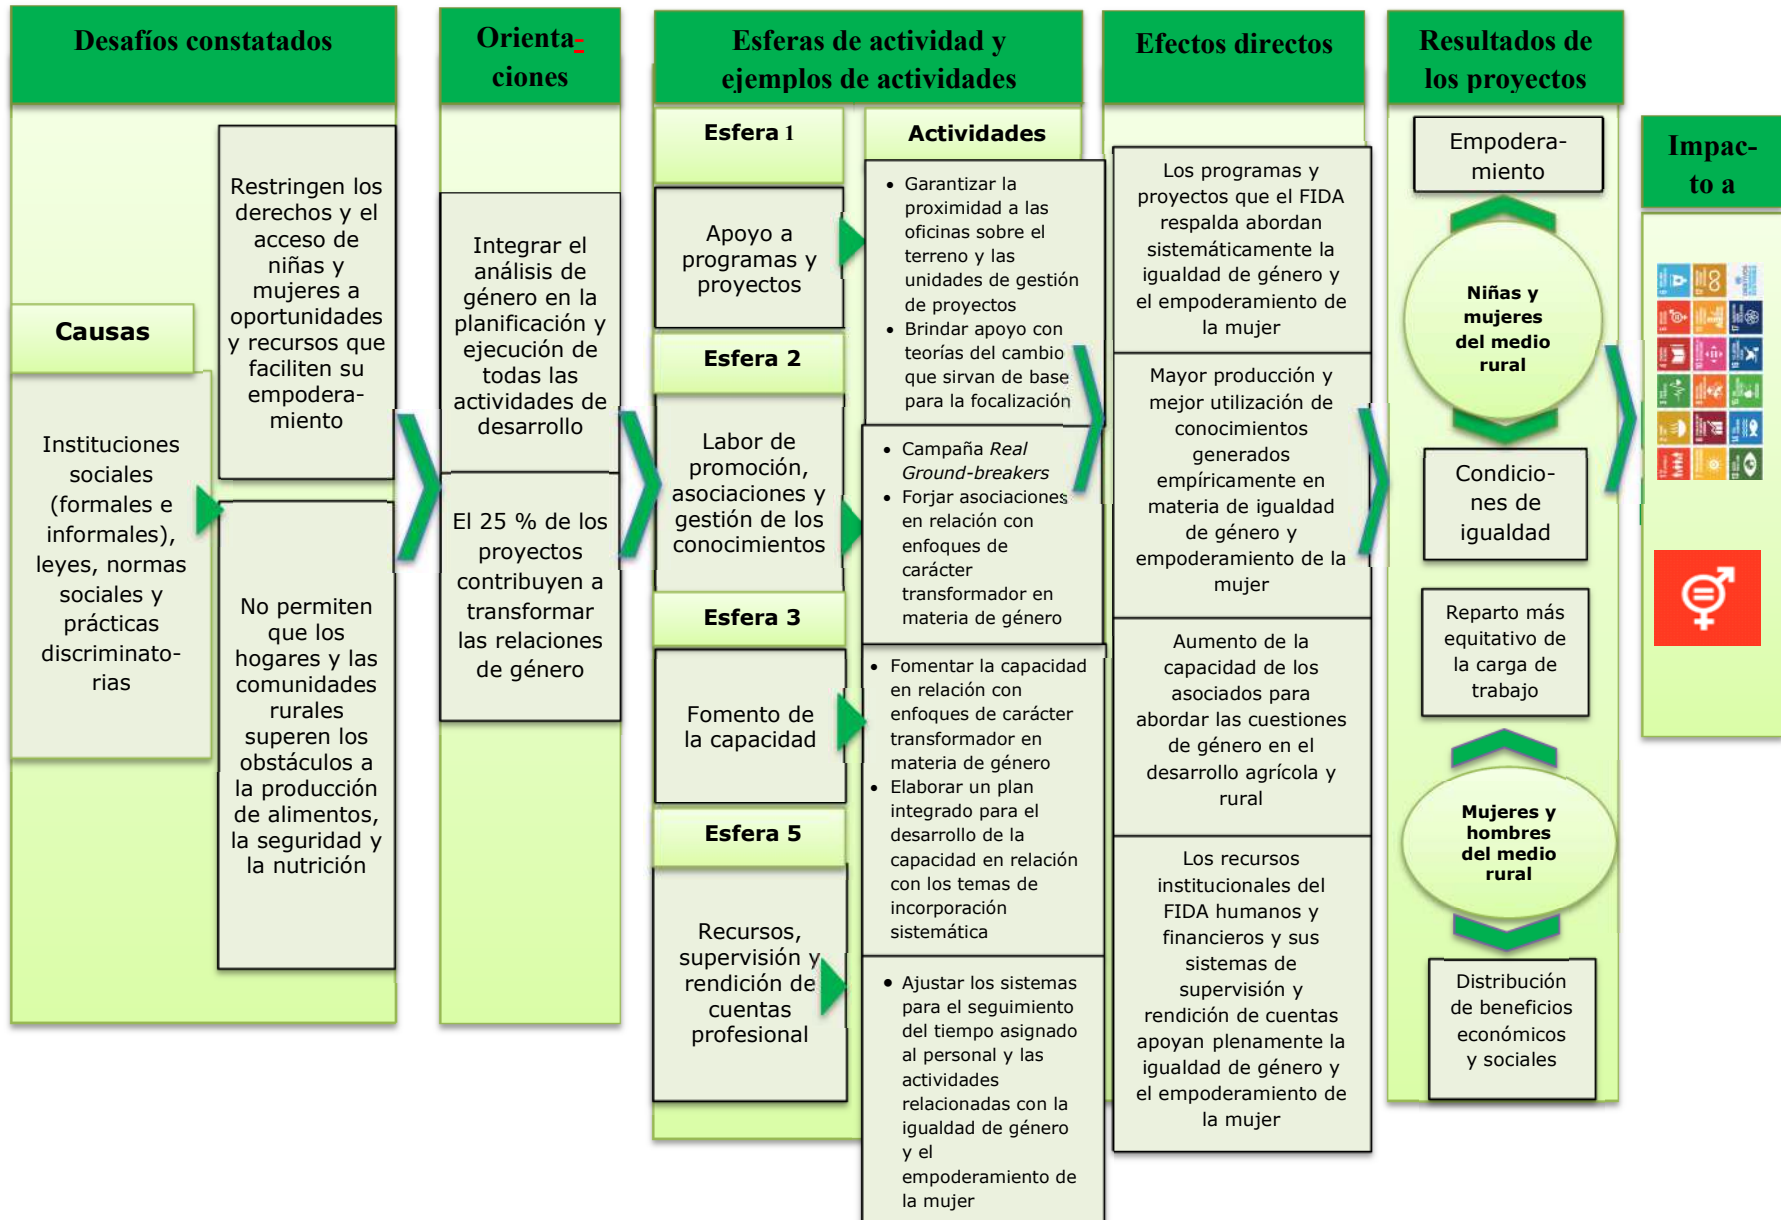 Desafíos constatados
Causas
Instituciones
sociales
(formales e
informales),
leyes, normas
sociales y
prácticas
discriminato-
rias
Restringen los
derechos y el
acceso de
niñas y
mujeres a
oportunidades
y recursos que
faciliten su
empodera-
miento
No permiten
que los
hogares y las
comunidades
rurales
superen los
obstáculos a
la producción
de alimentos,
la seguridad y
la nutrición
Orienta-
ciones
Integrar el
análisis de
género en la
planificación y
ejecución de
todas las
actividades de
desarrollo
El 25 % de los
proyectos
contribuyen a
transformar
las relaciones
de género
Esferas de actividad y
ejemplos de actividades
Esfera 1
Apoyo a
programas y
proyectos
Esfera 2
Labor de
promoción,
asociaciones y
gestión de los
conocimientos
Esfera 3
Fomento de
la capacidad
Esfera 5
Recursos,
supervisión y
rendición de
cuentas
profesional
Actividades
• Garantizar la
proximidad a las
oficinas sobre el
terreno y las
unidades de gestión
de proyectos
• Brindar apoyo con
teorías del cambio
que sirvan de base
para la focalización
• Campaña Real
Ground-breakers
• Forjar asociaciones
en relación con
enfoques de
carácter
transformador en
materia de género
• Fomentar la capacidad
en relación con
enfoques de carácter
transformador en
materia de género
• Elaborar un plan
integrado para el
desarrollo de la
capacidad en relación
con los temas de
incorporación
sistemática
• Ajustar los sistemas
para el seguimiento
del tiempo asignado
al personal y las
actividades
relacionadas con la
igualdad de género
y el
empoderamiento de
la mujer
Efectos directos
Los programas y
proyectos que el FIDA
respalda abordan
sistemáticamente la
igualdad de género y
el empoderamiento de
la mujer
Mayor producción y
mejor utilización de
conocimientos
generados
empíricamente en
materia de igualdad
de género y
empoderamiento de la
mujer
Aumento de la
capacidad de los
asociados para
abordar las cuestiones
de género en el
desarrollo agrícola y
rural
Los recursos
institucionales del
FIDA humanos y
financieros y sus
sistemas de
supervisión y
rendición de cuentas
apoyan plenamente la
igualdad de género y
el empoderamiento de
la mujer
Resultados de
los proyectos
Empodera-
miento
Niñas y
mujeres
del medio
rural
Condicio-
nes de
igualdad
Reparto más
equitativo de
la carga de
trabajo
Mujeres y
hombres
del medio
rural
Distribución
de beneficios
económicos
y sociales
Impac-
to a